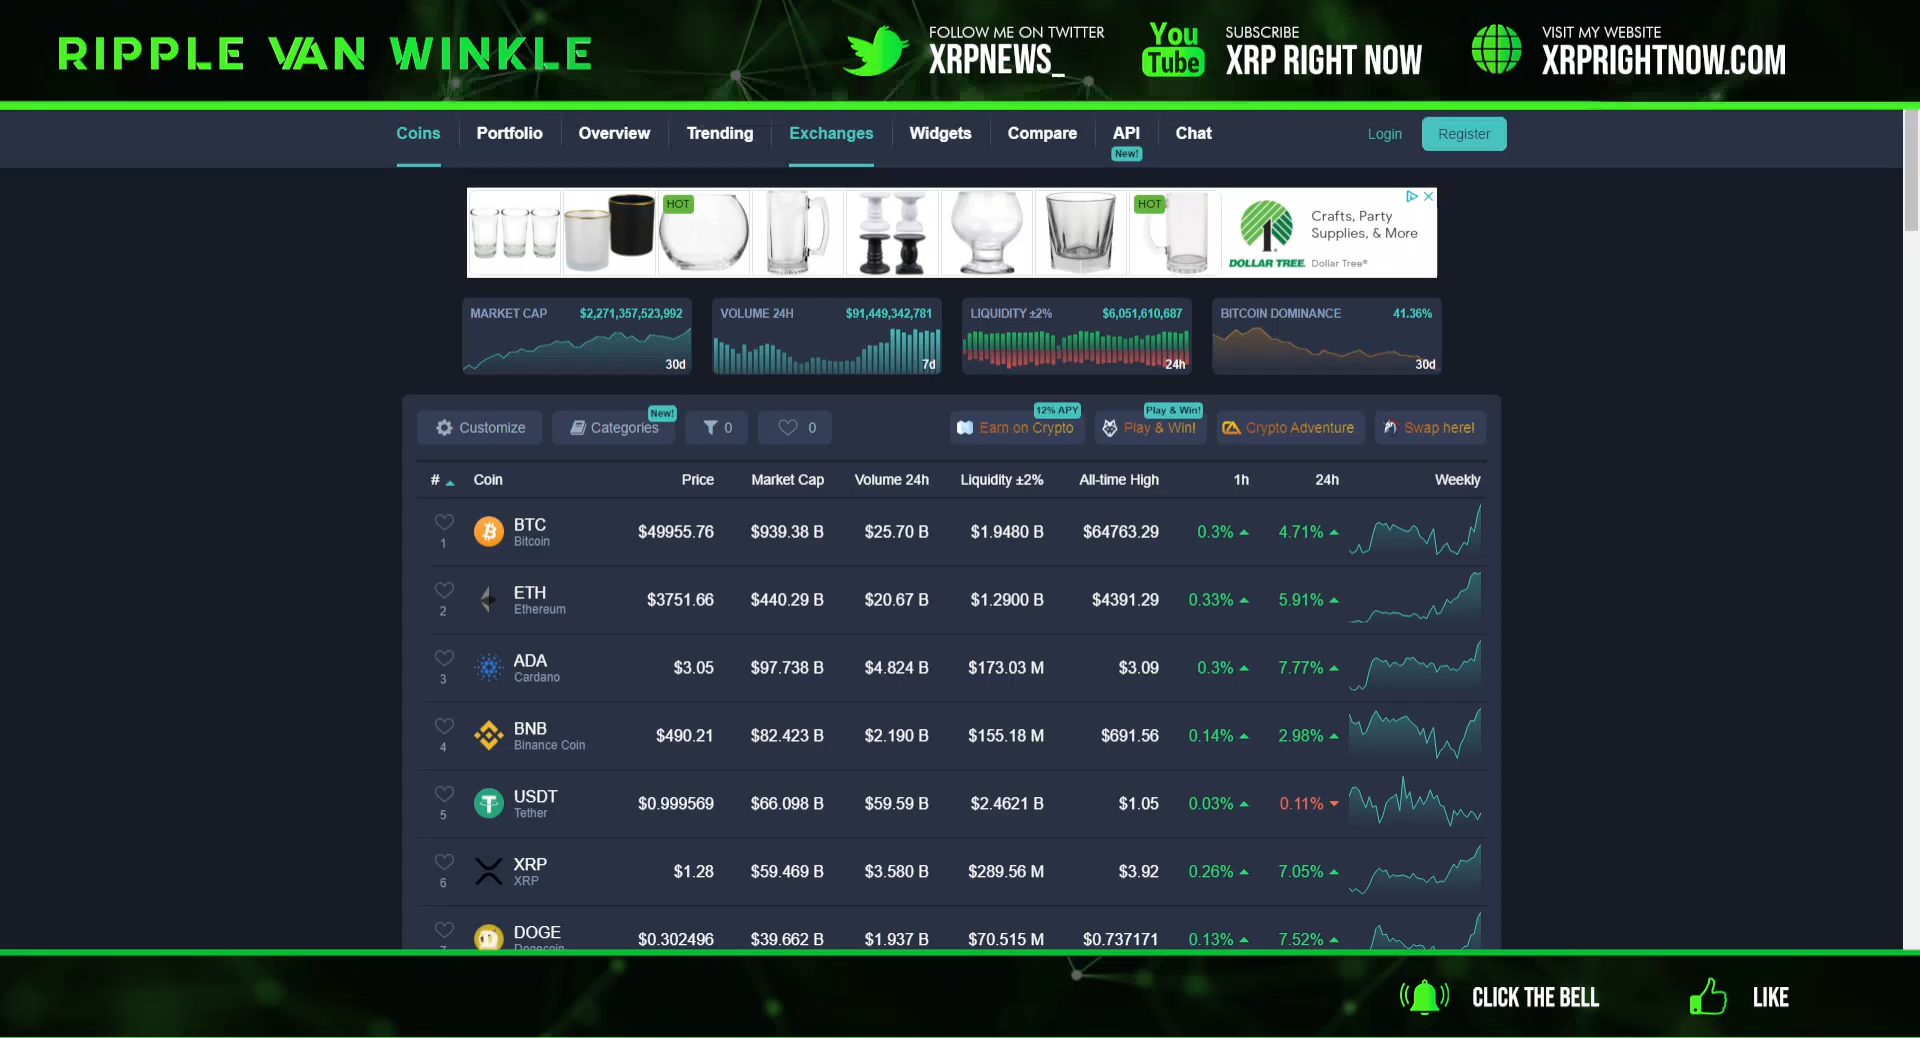 RIPPLE VAN WINKLE
FOLLOW ME ON TWITTER
XRPNEWS_
You
Tube
SUBSCRIBE
XRP RIGHT NOW
VISIT MY WEBSITE
XRPRIGHTNOW.COM
Coins Portfolio Overview Trending Exchanges Widgets Compare API Chat Login Register
New!
HOT
HOT
1
DOLLAR TREE
Crafts, Party
Supplies, & More
Dollar Tree®
MARKET CAP $2,271,357,523,992
30d
VOLUME 24H $91,449,342,781
7d
LIQUIDITY ±2% $6,051,610,687
24h
BITCOIN DOMINANCE 41.36%
30d
New! 12% APY Play & Win!
Customize Categories 0 0 Earn on Crypto Play & Win! Crypto Adventure Swap here!
# Coin Price Market Cap Volume 24h Liquidity ±2% All-time High 1h 24h Weekly
1 BTC $49955.76 $939.38 B $25.70 B $1.9480 B $64763.29 0.3% 4.71%
Bitcoin
2 ETH $3751.66 $440.29 B $20.67 B $1.2900 B $4391.29 0.33% 5.91%
Ethereum
3 ADA $3.05 $97.738 B $4.824 B $173.03 M $3.09 0.3% 7.77%
Cardano
4 BNB $490.21 $82.423 B $2.190 B $155.18 M $691.56 0.14% 2.98%
Binance Coin
5 USDT $0.999569 $66.098 B $59.59 B $2.4621 B $1.05 0.03% 0.11%
Tether
6 XRP $1.28 $59.469 B $3.580 B $289.56 M $3.92 0.26% 7.05%
XRP
7 DOGE $0.302496 $39.662 B $1.937 B $70.515 M $0.737171 0.13% 7.52%
Dogecoin
CLICK THE BELL
LIKE